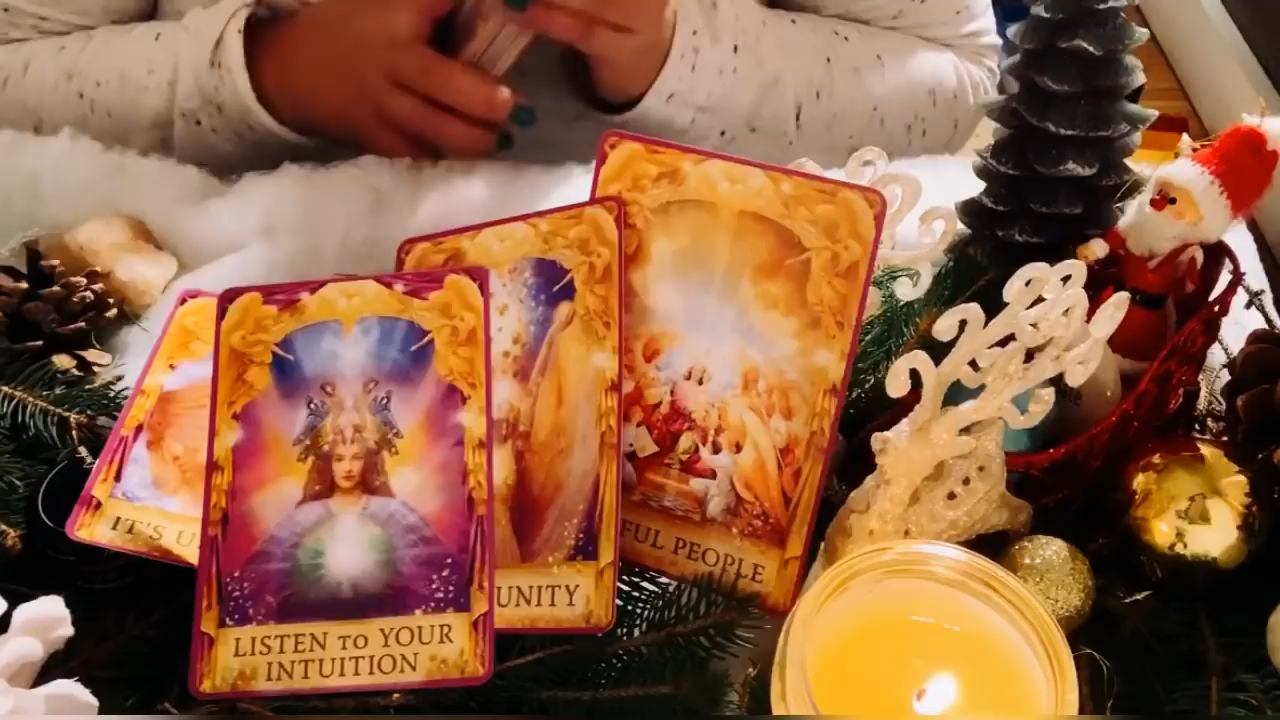 IT'S U
LISTEN TO YOUR
INTUITION
UNITY
FUL PEOPLE